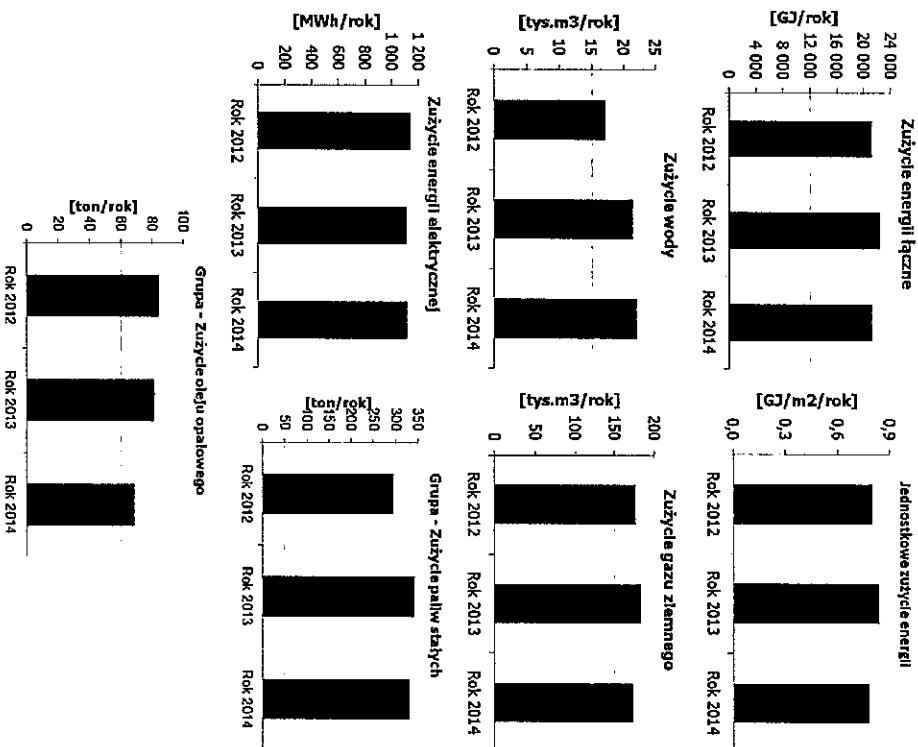 Zużycie energii łączne
[GJ/rok]
24 000
20 000
16 000
12 000
8 000
4 000
0
Rok 2012
Rok 2013
Rok 2014
Jednostkowe zużycie energii
[GJ/m2/rok]
0,9
0,6
0,3
0,0
Rok 2012
Rok 2013
Rok 2014
Zużycie wody
[tys.m3/rok]
25
20
15
10
5
0
Rok 2012
Rok 2013
Rok 2014
Zużycie gazu ziemnego
[tys.m3/rok]
200
150
100
50
0
Rok 2012
Rok 2013
Rok 2014
Zużycie energii elektrycznej
[MWh/rok]
1 200
1 000
800
600
400
200
0
Rok 2012
Rok 2013
Rok 2014
Grupa - Zużycie paliw stałych
[ton/rok]
350
300
250
200
150
100
50
0
Rok 2012
Rok 2013
Rok 2014
Grupa - Zużycie oleju opałowego
[ton/rok]
100
80
60
40
20
0
Rok 2012
Rok 2013
Rok 2014